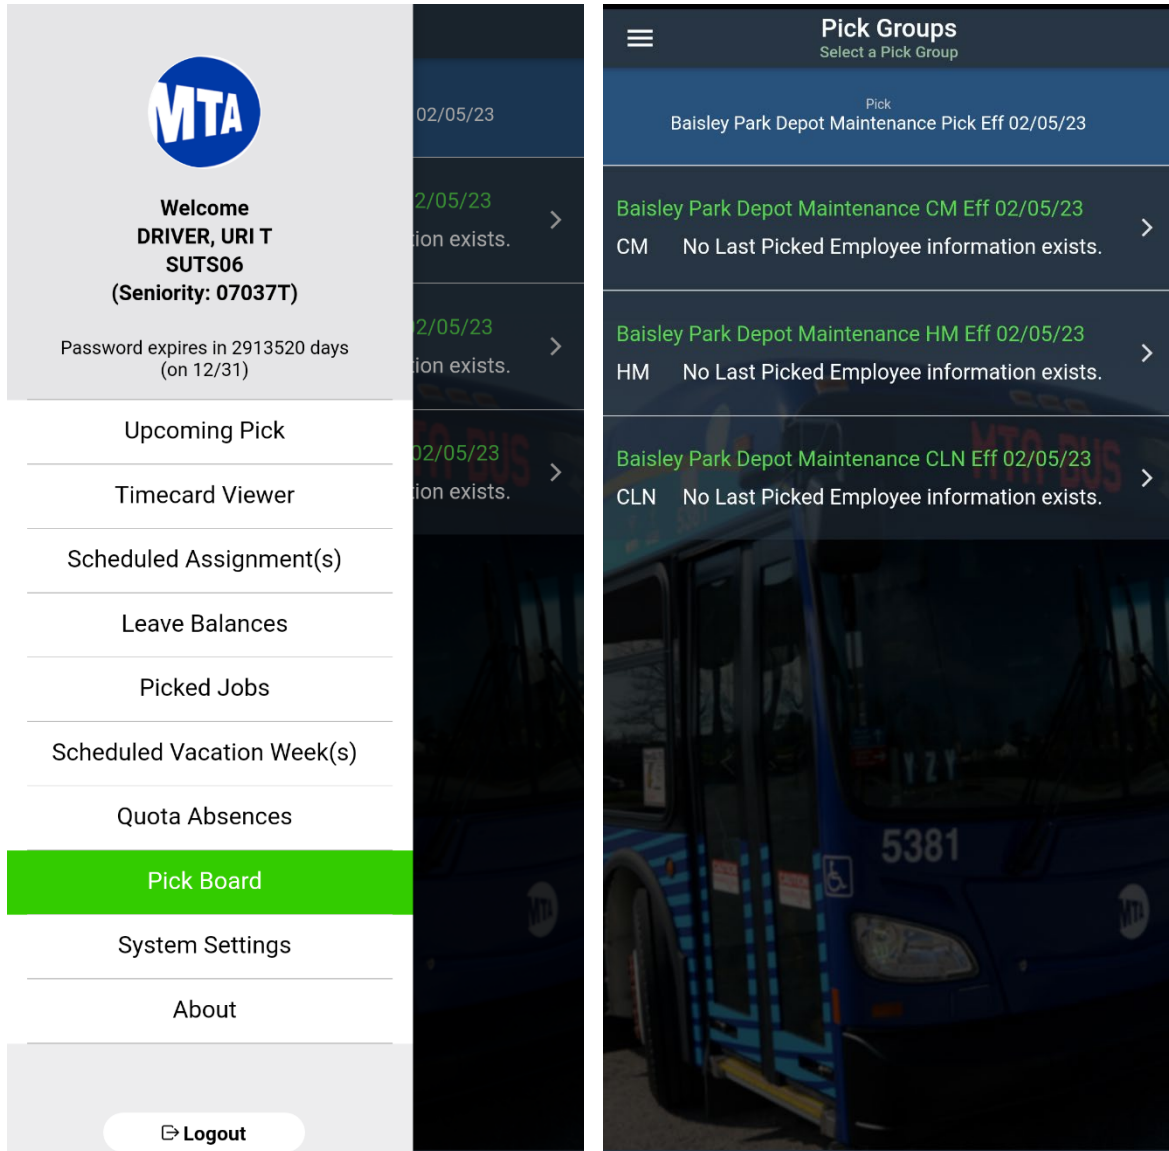 MTA
Welcome
DRIVER, URI T
SUTS06
(Seniority: 07037T)
Password expires in 2913520 days
(on 12/31)
Upcoming Pick
Timecard Viewer
Scheduled Assignment(s)
Leave Balances
Picked Jobs
Scheduled Vacation Week(s)
Quota Absences
Pick Board
System Settings
About
Logout
02/05/23
2/05/23
ion exists.
2/05/23
ion exists.
02/05/23
ion exists.
BUS
Pick Groups
Select a Pick Group
Pick
Baisley Park Depot Maintenance Pick Eff 02/05/23
Baisley Park Depot Maintenance CM Eff 02/05/23
CM No Last Picked Employee information exists.
Baisley Park Depot Maintenance HM Eff 02/05/23
HM No Last Picked Employee information exists.
Baisley Park Depot Maintenance CLN Eff 02/05/23
CLN No Last Picked Employee information exists.
MTA BUS
5381
YZY
5381
MTA